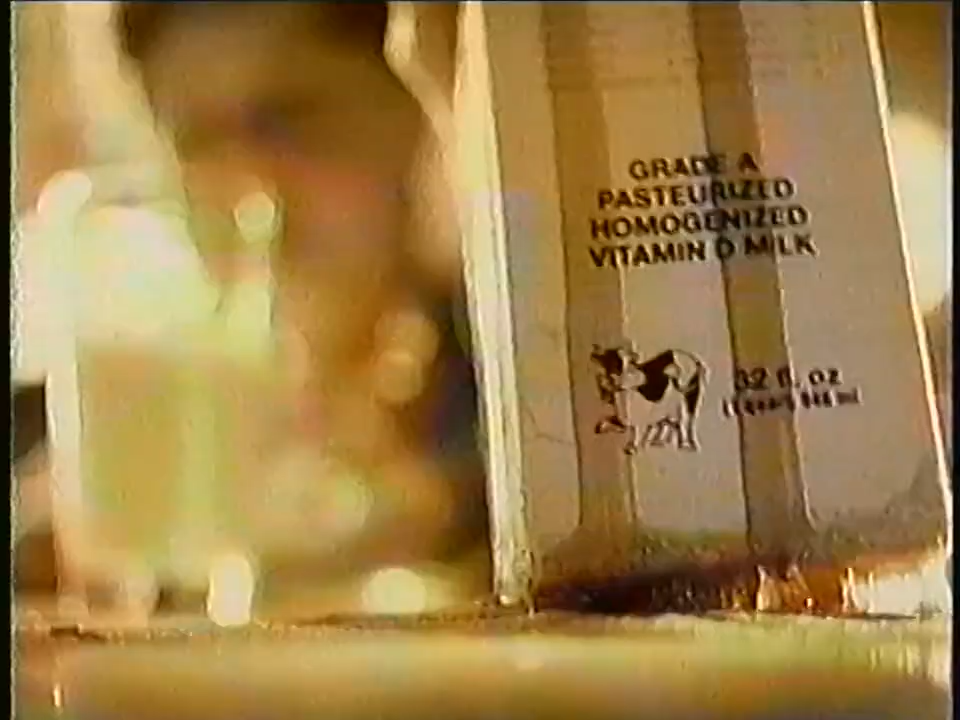 GRADE A
PASTEURIZED
HOMOGENIZED
VITAMIN D MILK
32 fl. oz